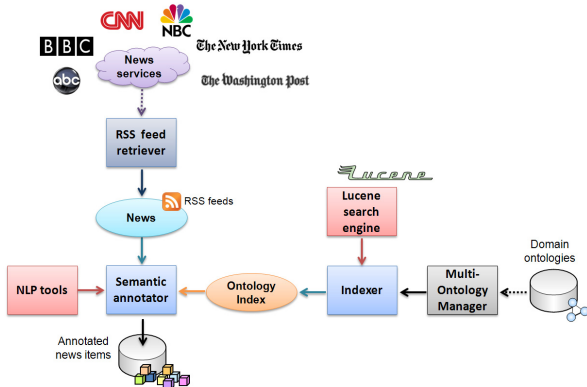 CNN
NBC
BBC
The New York Times
News
services
abc
The Washington Post
RSS feed
retriever
Lucene
RSS feeds
News
Lucene
search
engine
Domain
ontologies
NLP tools
Semantic
annotator
Ontology
Index
Indexer
Multi-
Ontology
Manager
Annotated
news items